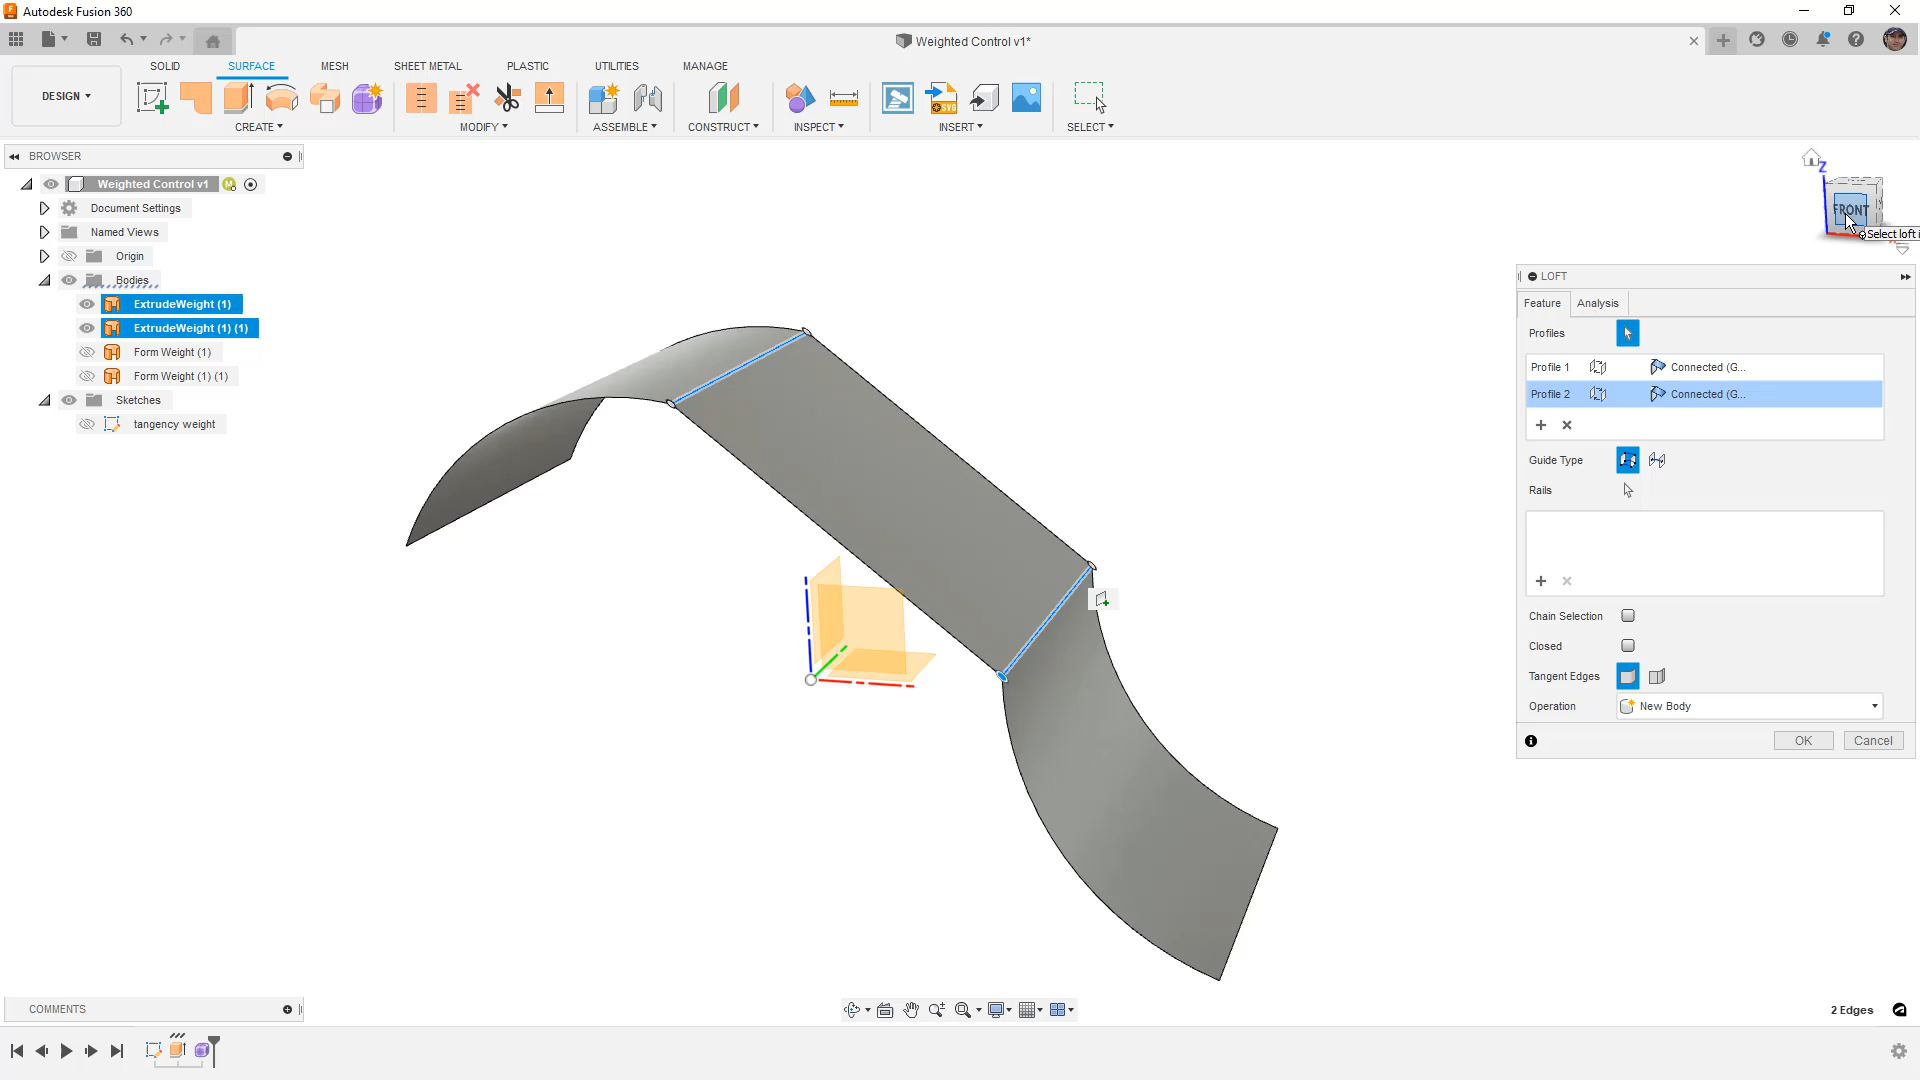 Autodesk Fusion 360
Weighted Control v1*
DESIGN
SOLID
SURFACE
MESH
SHEET METAL
PLASTIC
UTILITIES
MANAGE
CREATE
MODIFY
ASSEMBLE
CONSTRUCT
INSPECT
INSERT
SELECT
SVG
BROWSER
Weighted Control v1
Document Settings
Named Views
Origin
Bodies
ExtrudeWeight (1)
ExtrudeWeight (1) (1)
Form Weight (1)
Form Weight (1) (1)
Sketches
tangency weight
Z
FRONT
Select loft i
LOFT
Feature
Analysis
Profiles
Profile 1
Connected (G...
Profile 2
Connected (G...
Guide Type
Rails
Chain Selection
Closed
Tangent Edges
Operation
New Body
OK
Cancel
COMMENTS
2 Edges